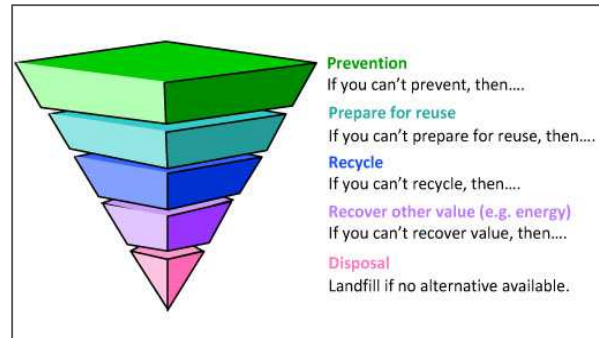 Prevention
If you can't prevent, then....
Prepare for reuse
If you can't prepare for reuse, then....
Recycle
If you can't recycle, then....
Recover other value (e.g. energy)
If you can't recover value, then....
Disposal
Landfill if no alternative available.